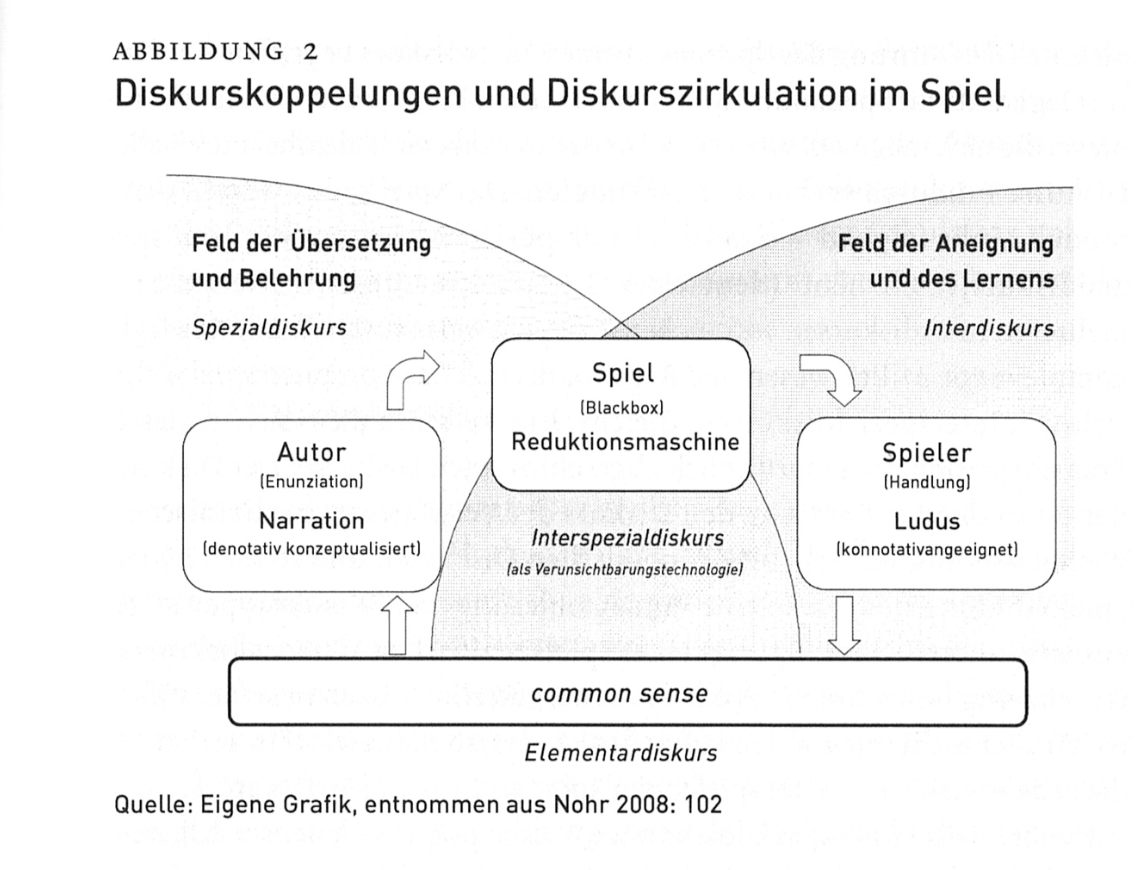 ABBILDUNG 2
Diskurskoppelungen und Diskurszirkulation im Spiel
Feld der Übersetzung
und Belehrung
Spezialdiskurs
Feld der Aneignung
und des Lernens
Interdiskurs
Spiel
(Blackbox)
Reduktionsmaschine
Autor
(Enunziation)
Narration
(denotativ konzeptualisiert)
Spieler
(Handlung)
Ludus
(konnotativangeeignet)
Interspezialdiskurs
(als Verunsichtbarungstechnologie)
common sense
Elementardiskurs
Quelle: Eigene Grafik, entnommen aus Nohr 2008: 102